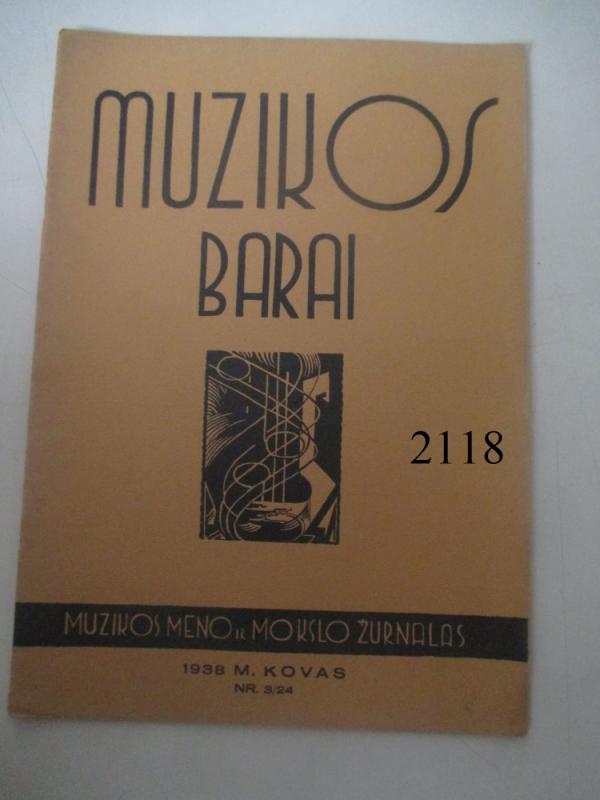 MUZIKOS
BARAI
2118
MUZIKOS MENO IR MOKSLO ŽURNALAS
1938 M. KOVAS
NR. 3/24